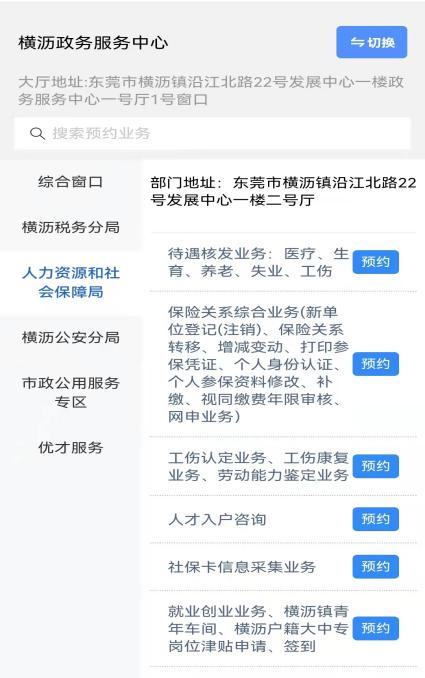 横沥政务服务中心
切换
大厅地址:东莞市横沥镇沿江北路22号发展中心一楼政
务服务中心一号厅1号窗口
搜索预约业务
综合窗口
横沥税务分局
人力资源和社
会保障局
横沥公安分局
市政公用服务
专区
优才服务
部门地址：东莞市横沥镇沿江北路22
号发展中心一楼二号厅
待遇核发业务：医疗、生
育、养老、失业、工伤
预约
保险关系综合业务(新单
位登记(注销)、保险关系
转移、增减变动、打印参
保凭证、个人身份认证、
个人参保资料修改、补
缴、视同缴费年限审核、
网申业务)
预约
工伤认定业务、工伤康复
业务、劳动能力鉴定业务
预约
人才入户咨询
预约
社保卡信息采集业务
预约
就业创业业务、横沥镇青
年车间、横沥户籍大中专
岗位津贴申请、签到
预约